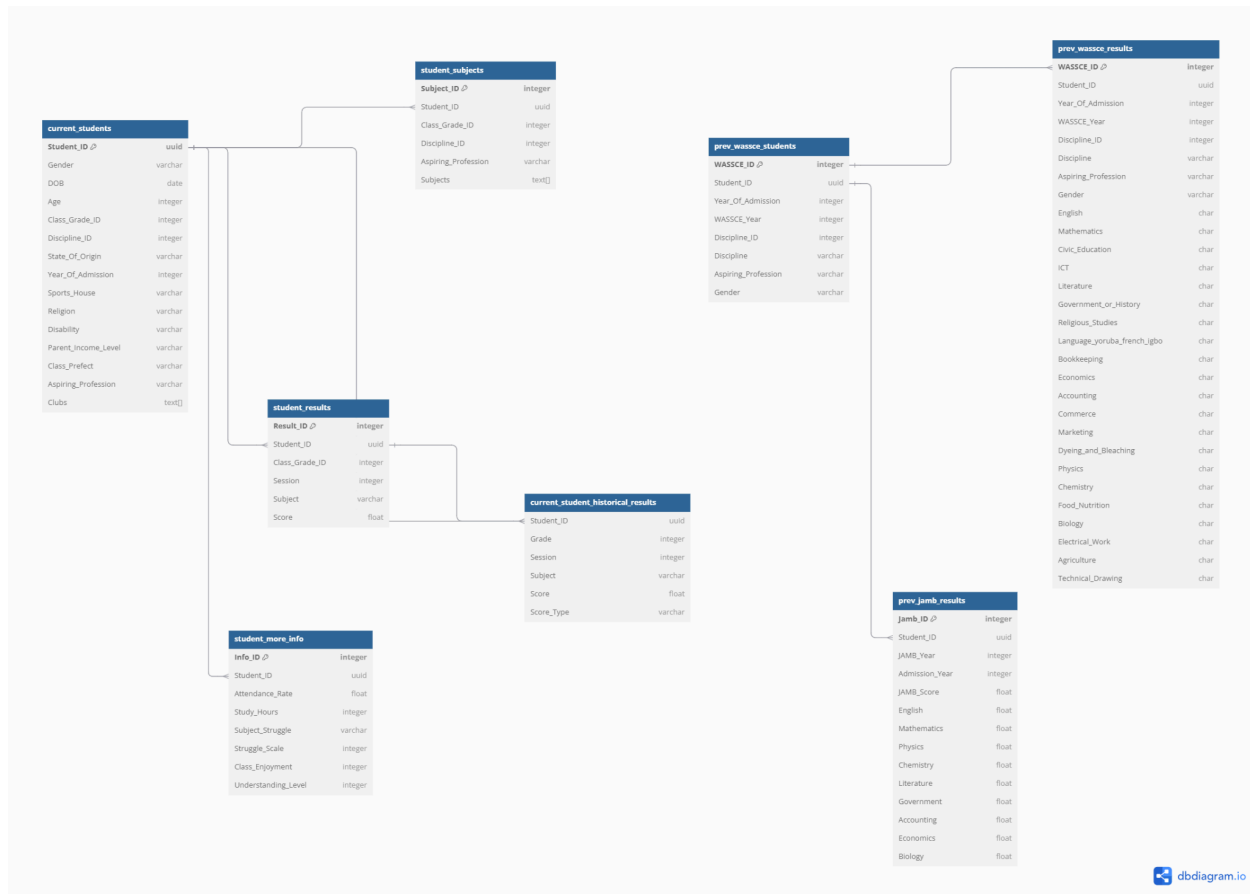 current_students
Student_ID uuid
Gender varchar
DOB date
Age integer
Class_Grade_ID integer
Discipline_ID integer
State_Of_Origin varchar
Year_Of_Admission integer
Sports_House varchar
Religion varchar
Disability varchar
Parent_Income_Level varchar
Class_Prefect varchar
Aspiring_Profession varchar
Clubs text[]
student_subjects
Subject_ID integer
Student_ID uuid
Class_Grade_ID integer
Discipline_ID integer
Aspiring_Profession varchar
Subjects text[]
student_results
Result_ID integer
Student_ID uuid
Class_Grade_ID integer
Session integer
Subject varchar
Score float
current_student_historical_results
Student_ID uuid
Grade integer
Session integer
Subject varchar
Score float
Score_Type varchar
student_more_info
Info_ID integer
Student_ID uuid
Attendance_Rate float
Study_Hours integer
Subject_Struggle varchar
Struggle_Scale integer
Class_Enjoyment integer
Understanding_Level integer
prev_wassce_students
WASSCE_ID integer
Student_ID uuid
Year_Of_Admission integer
WASSCE_Year integer
Discipline_ID integer
Discipline varchar
Aspiring_Profession varchar
Gender varchar
prev_wassce_results
WASSCE_ID integer
Student_ID uuid
Year_Of_Admission integer
WASSCE_Year integer
Discipline_ID integer
Discipline varchar
Aspiring_Profession varchar
Gender varchar
English char
Mathematics char
Civic_Education char
ICT char
Literature char
Government_or_History char
Religious_Studies char
Language_yoruba_french_igbo char
Bookkeeping char
Economics char
Accounting char
Commerce char
Marketing char
Dyeing_and_Bleaching char
Physics char
Chemistry char
Food_Nutrition char
Biology char
Electrical_Work char
Agriculture char
Technical_Drawing char
prev_jamb_results
Jamb_ID integer
Student_ID uuid
JAMB_Year integer
Admission_Year integer
JAMB_Score float
English float
Mathematics float
Physics float
Chemistry float
Literature float
Government float
Accounting float
Economics float
Biology float
dbdiagram.io